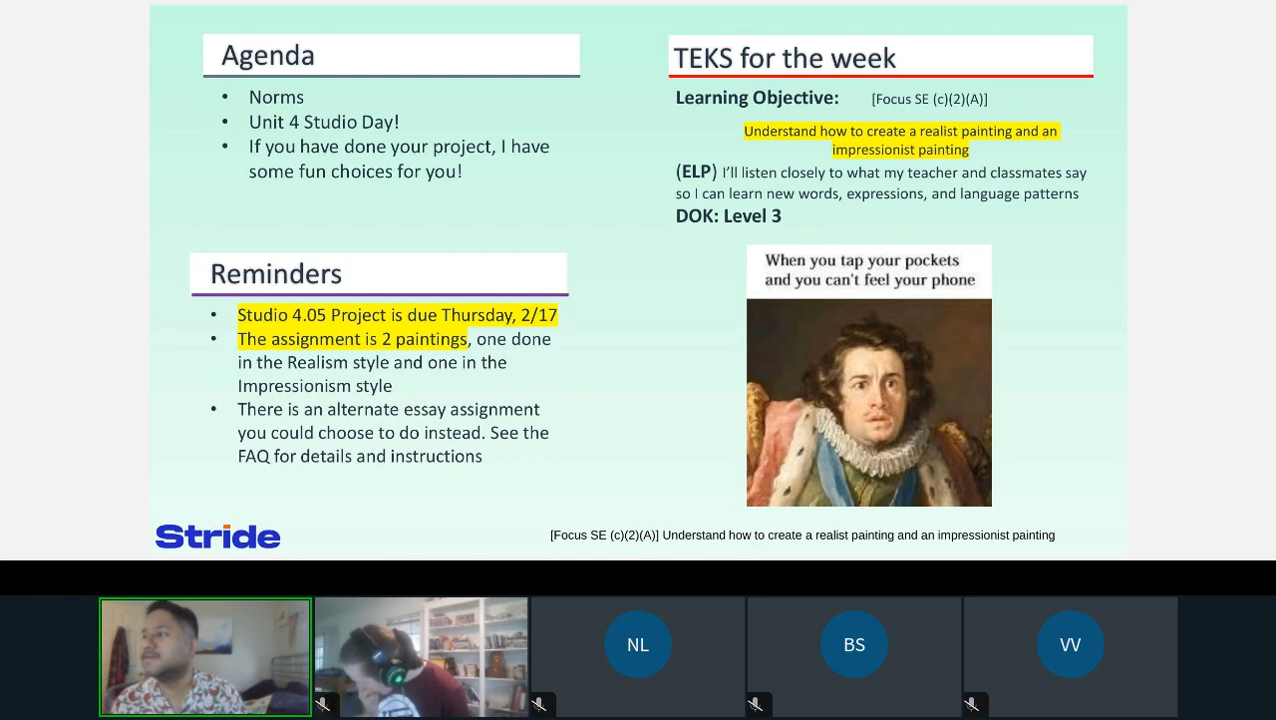 Agenda
• Norms
• Unit 4 Studio Day!
• If you have done your project, I have
some fun choices for you!
Reminders
• Studio 4.05 Project is due Thursday, 2/17
• The assignment is 2 paintings, one done
in the Realism style and one in the
Impressionism style
• There is an alternate essay assignment
you could choose to do instead. See the
FAQ for details and instructions
TEKS for the week
Learning Objective: [Focus SE (c)(2)(A)]
Understand how to create a realist painting and an
impressionist painting
(ELP) I’ll listen closely to what my teacher and classmates say
so I can learn new words, expressions, and language patterns
DOK: Level 3
When you tap your pockets
and you can't feel your phone
Stride
[Focus SE (c)(2)(A)] Understand how to create a realist painting and an impressionist painting
NL
BS
VV